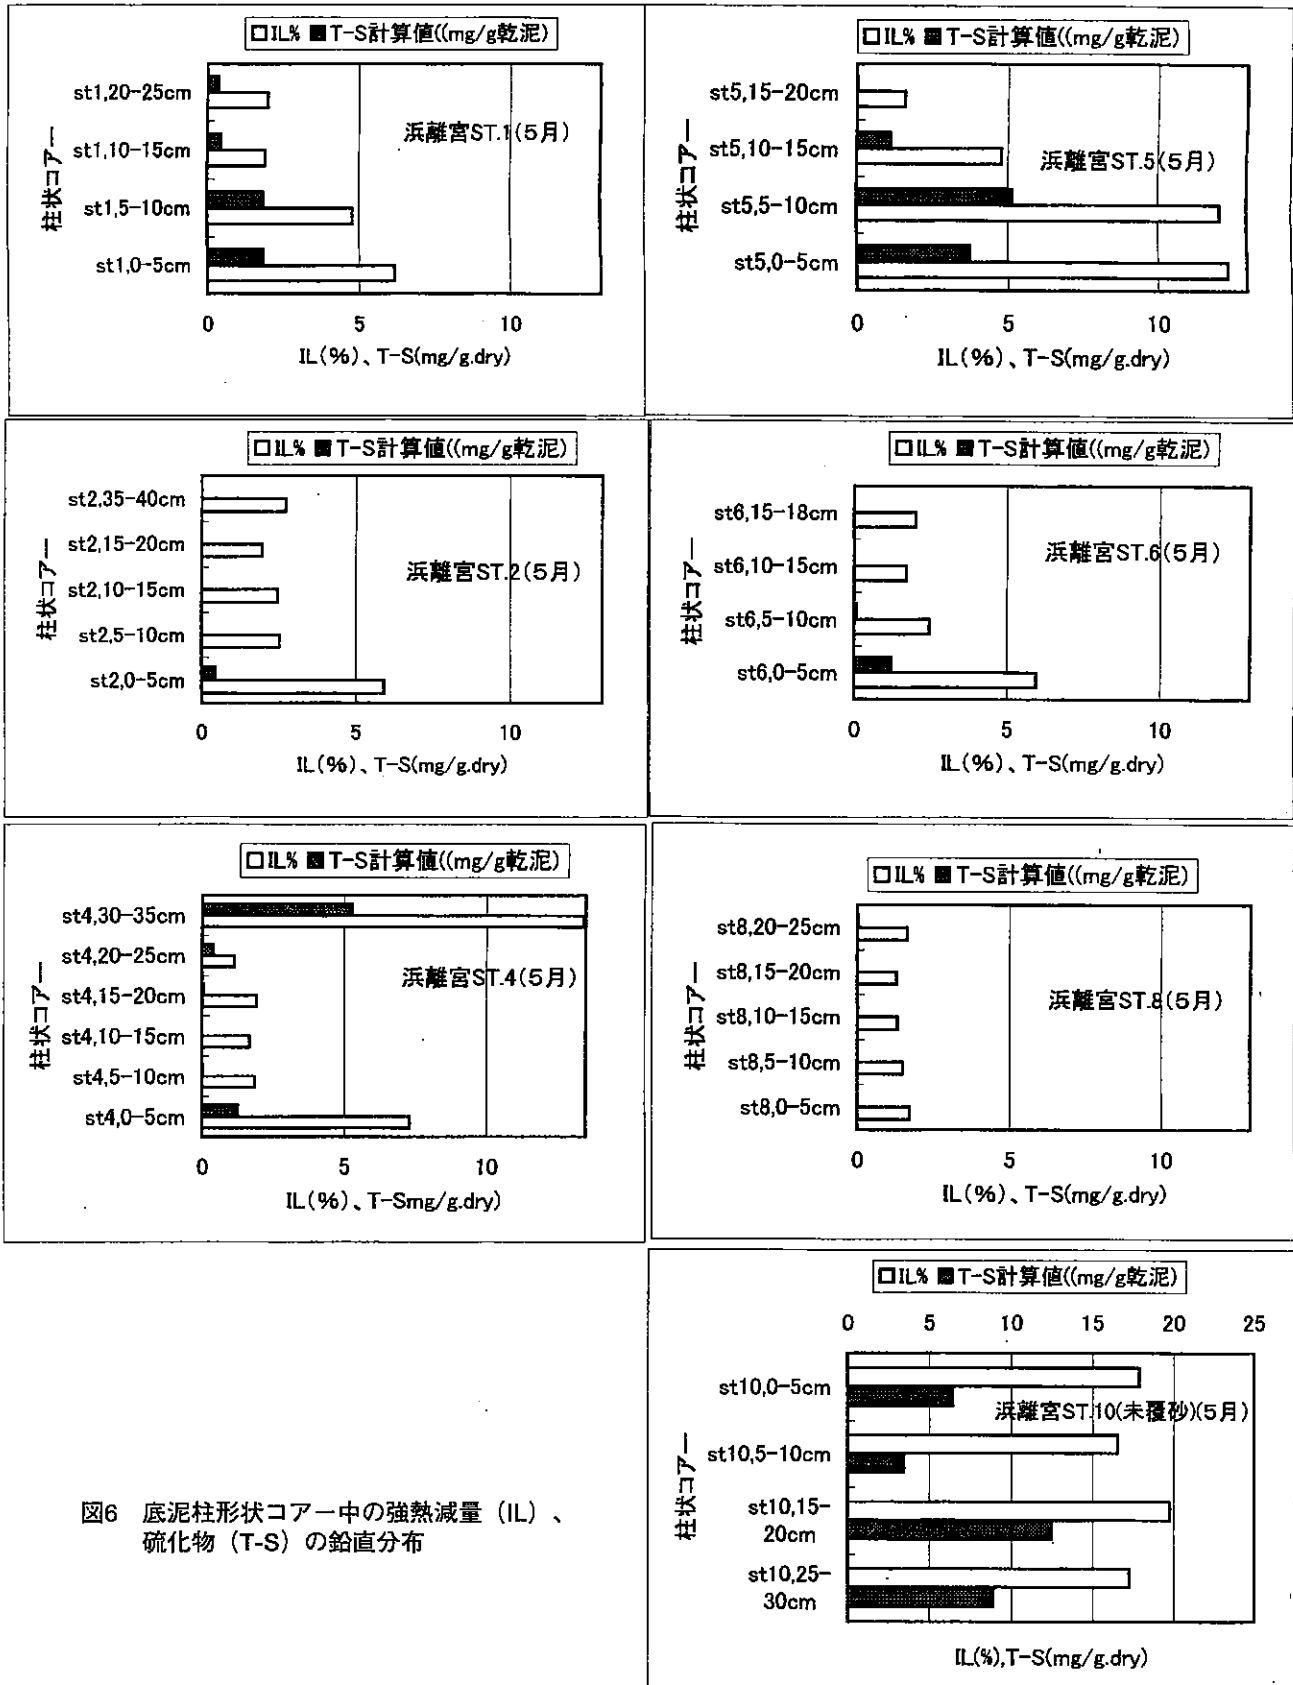 □IL% ■T-S計算値((mg/g乾泥)
柱状コアー
st1,20-25cm
st1,10-15cm
st1,5-10cm
st1,0-5cm
浜離宮ST.1(5月)
0 5 10
IL(%)、T-S(mg/g.dry)
□IL% ■T-S計算値((mg/g乾泥)
柱状コアー
st5,15-20cm
st5,10-15cm
st5,5-10cm
st5,0-5cm
浜離宮ST.5(5月)
0 5 10
IL(%)、T-S(mg/g.dry)
□IL% ■T-S計算値((mg/g乾泥)
柱状コアー
st2,35-40cm
st2,15-20cm
st2,10-15cm
st2,5-10cm
st2,0-5cm
浜離宮ST.2(5月)
0 5 10
IL(%)、T-S(mg/g.dry)
□IL% ■T-S計算値((mg/g乾泥)
柱状コアー
st6,15-18cm
st6,10-15cm
st6,5-10cm
st6,0-5cm
浜離宮ST.6(5月)
0 5 10
IL(%)、T-S(mg/g.dry)
□IL% ■T-S計算値((mg/g乾泥)
柱状コアー
st4,30-35cm
st4,20-25cm
st4,15-20cm
st4,10-15cm
st4,5-10cm
st4,0-5cm
浜離宮ST.4(5月)
0 5 10
IL(%)、T-Smg/g.dry)
□IL% ■T-S計算値((mg/g乾泥)
柱状コアー
st8,20-25cm
st8,15-20cm
st8,10-15cm
st8,5-10cm
st8,0-5cm
浜離宮ST.8(5月)
0 5 10
IL(%)、T-S(mg/g.dry)
□IL% ■T-S計算値((mg/g乾泥)
0 5 10 15 20 25
柱状コアー
st10,0-5cm
浜離宮ST.10(未覆砂)(5月)
st10,5-10cm
st10,15-
20cm
st10,25-
30cm
IL(%),T-S(mg/g.dry)
図6 底泥柱形状コアー中の強熱減量（IL）、
硫化物（T-S）の鉛直分布